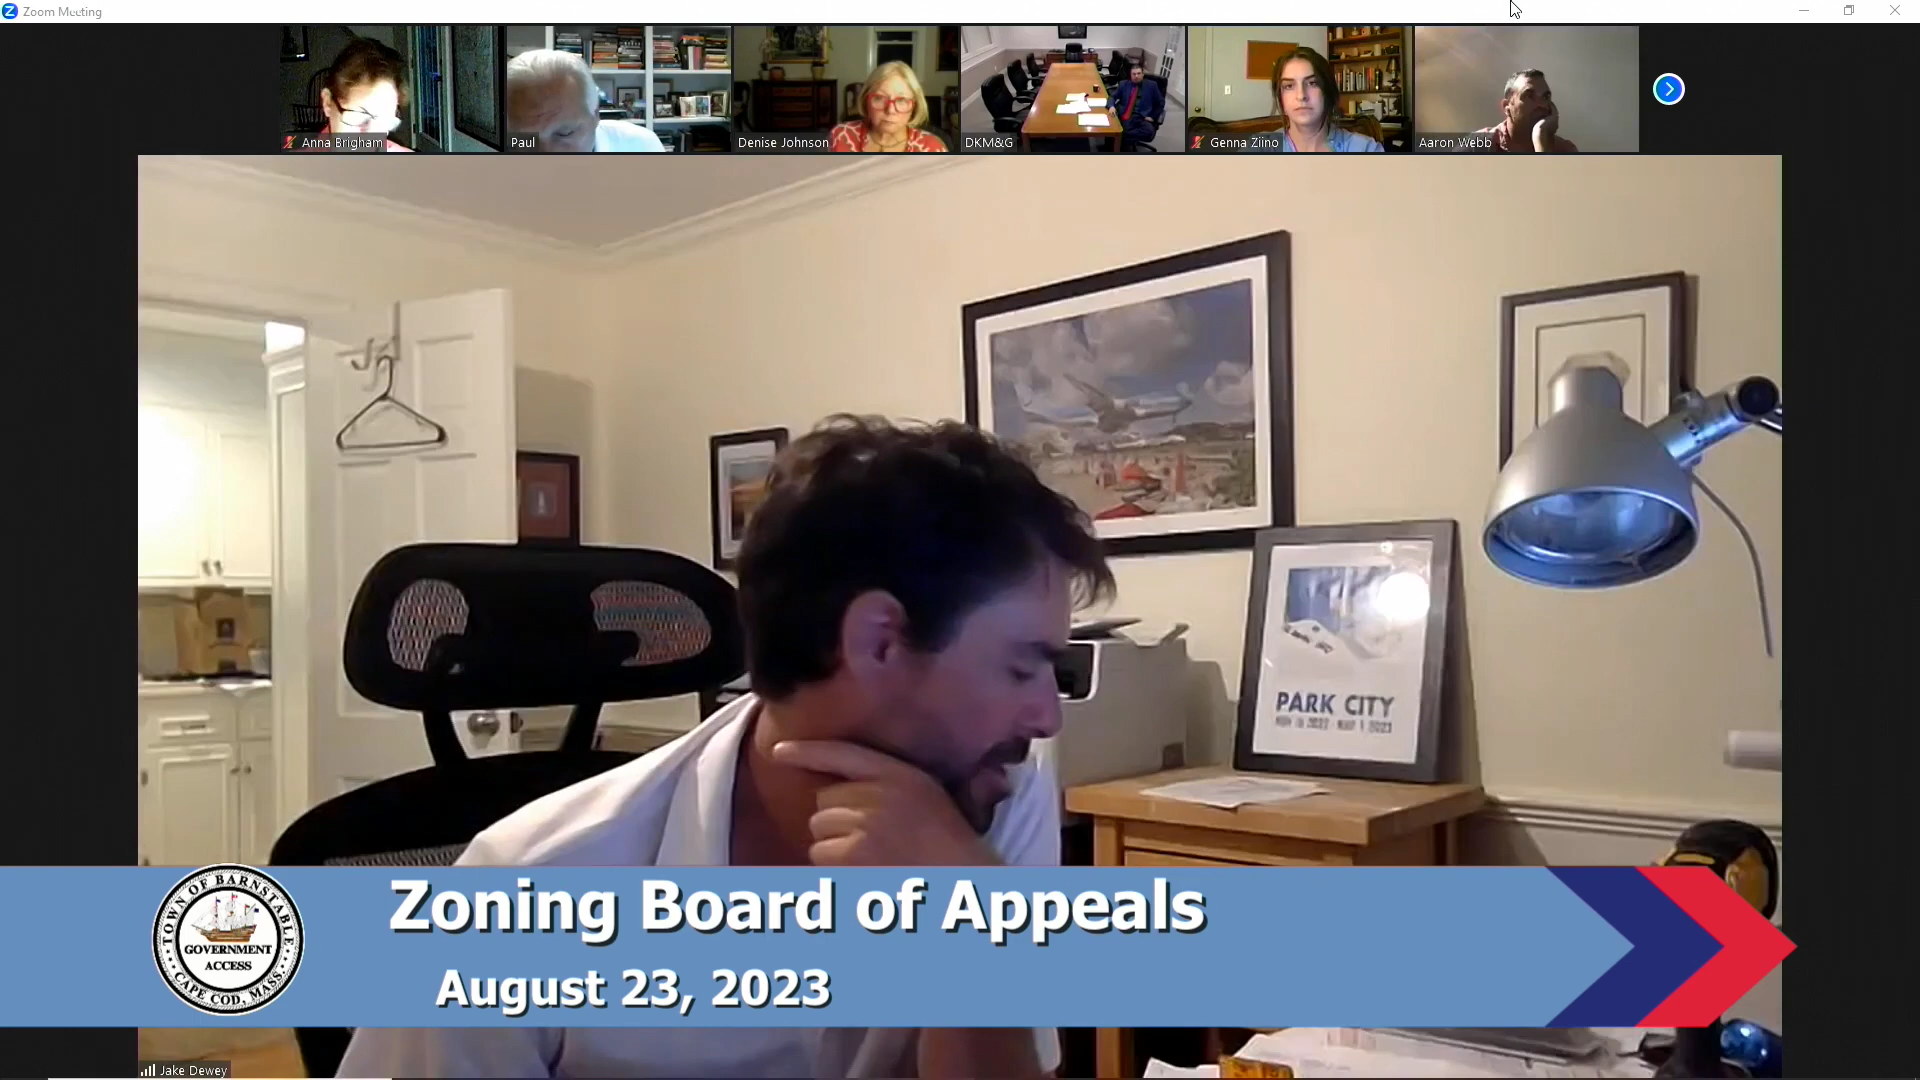 Zoom Meeting
Anna Brigham
Paul
Denise Johnson
DKM&G
Genna Ziino
Aaron Webb
PARK CITY
TOWN OF BARNSTABLE
GOVERNMENT
ACCESS
CAPE COD, MASS.
Zoning Board of Appeals
August 23, 2023
Jake Dewey